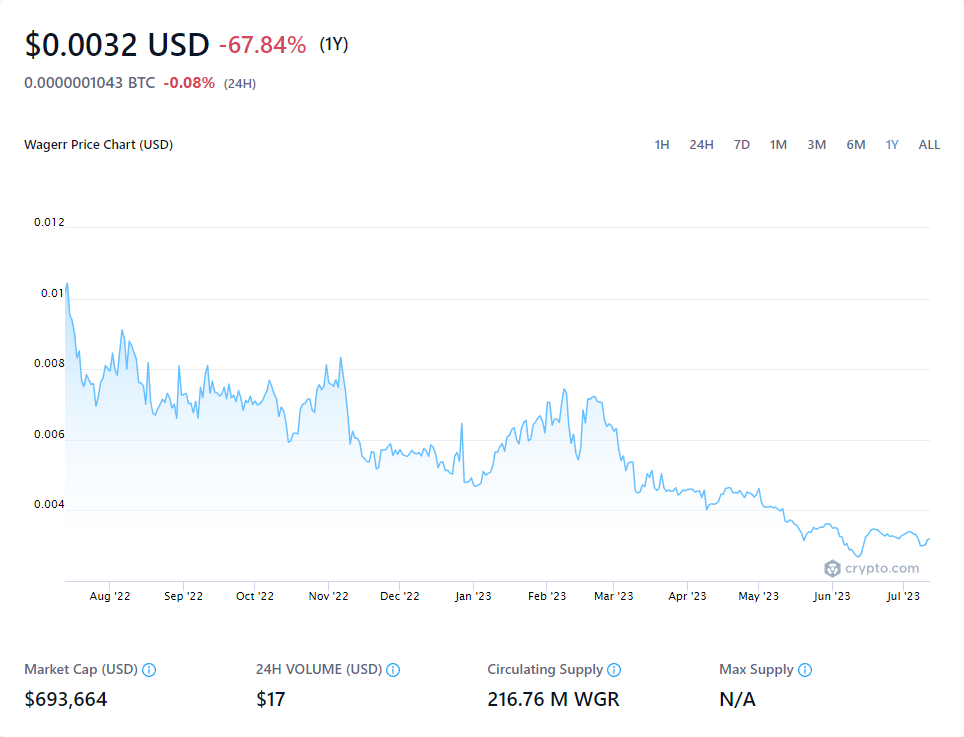 $0.0032 USD -67.84% (1Y)
0.0000001043 BTC -0.08% (24H)
Wagerr Price Chart (USD) 1H 24H 7D 1M 3M 6M 1Y ALL
0.012
0.01
0.008
0.006
0.004
crypto.com
Aug '22 Sep '22 Oct '22 Nov '22 Dec '22 Jan '23 Feb '23 Mar '23 Apr '23 May '23 Jun '23 Jul '23
Market Cap (USD) 24H VOLUME (USD) Circulating Supply Max Supply
$693,664 $17 216.76 M WGR N/A